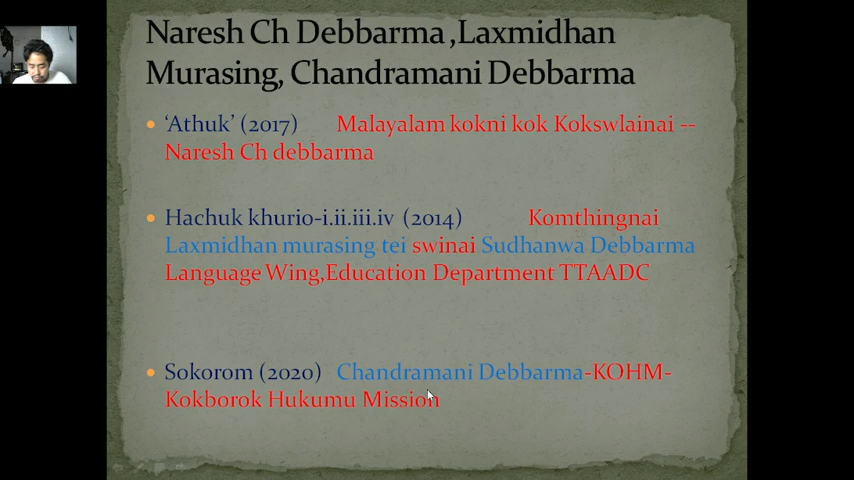 Naresh Ch Debbarma ,Laxmidhan
Murasing, Chandramani Debbarma
‘Athuk’ (2017) Malayalam kokni kok Kokswlainai --
Naresh Ch debbarma
Hachuk khurio-i.ii.iii.iv (2014) Komthingnai
Laxmidhan murasing tei swinai Sudhanwa Debbarma
Language Wing,Education Department TTAADC
Sokorom (2020) Chandramani Debbarma-KOHM-
Kokborok Hukumu Mission